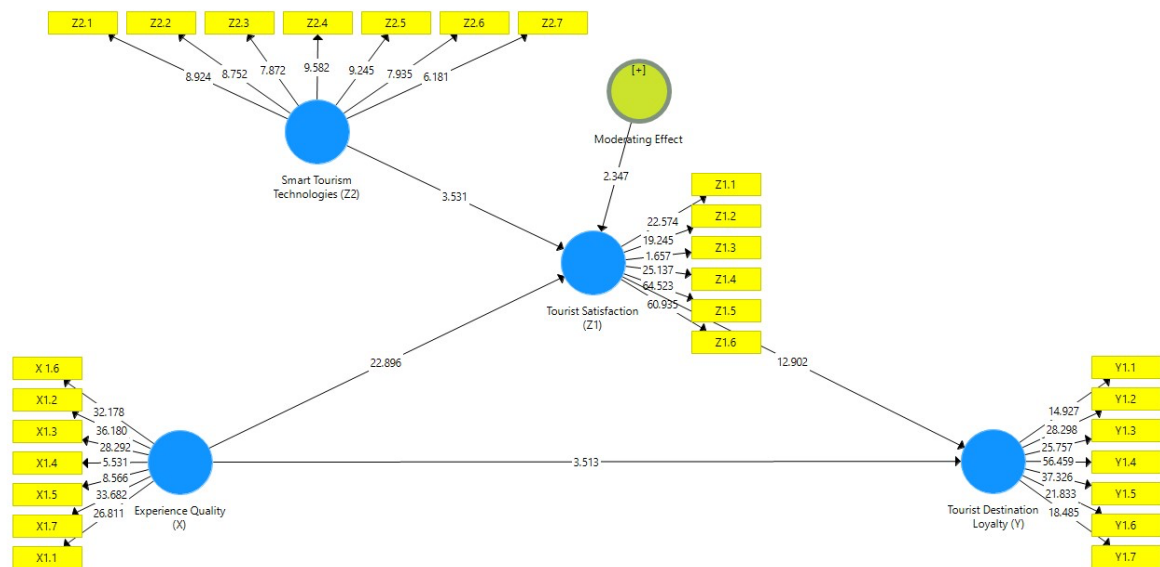 Z2.1
Z2.2
Z2.3
Z2.4
Z2.5
Z2.6
Z2.7
8.924
8.752
7.872
9.582
9.245
7.935
6.181
[+]
Moderating Effect
Smart Tourism
Technologies (Z2)
2.347
3.531
Z1.1
Z1.2
Z1.3
Z1.4
Z1.5
Z1.6
22.574
19.245
1.657
25.137
64.523
60.935
Tourist Satisfaction
(Z1)
22.896
12.902
X 1.6
X1.2
X1.3
X1.4
X1.5
X1.7
X1.1
32.178
36.180
28.292
5.531
8.566
33.682
26.811
Experience Quality
(X)
3.513
Y1.1
Y1.2
Y1.3
Y1.4
Y1.5
Y1.6
Y1.7
14.927
28.298
25.757
56.459
37.326
21.833
18.485
Tourist Destination
Loyalty (Y)